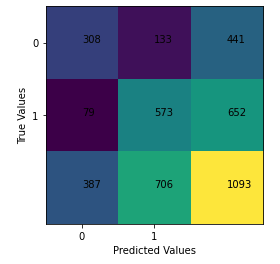 0 308 133 441
1 79 573 652
387 706 1093
0 1
True Values
Predicted Values